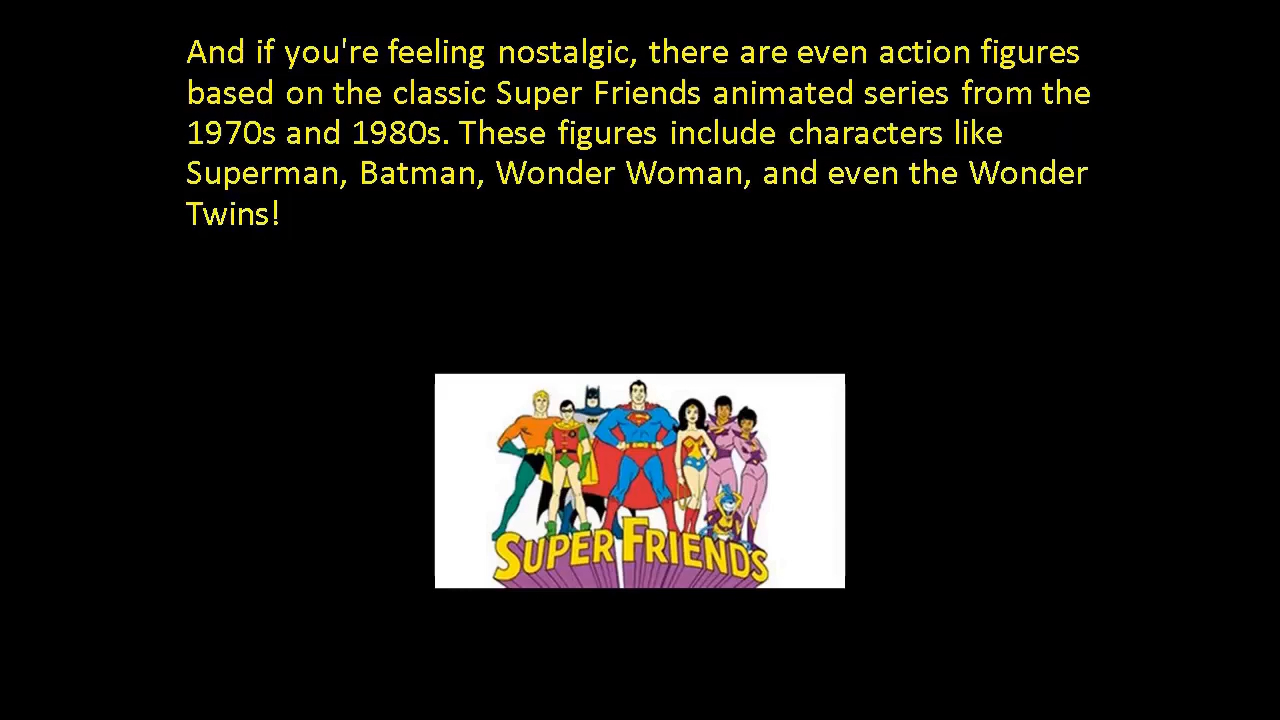 And if you're feeling nostalgic, there are even action figures
based on the classic Super Friends animated series from the
1970s and 1980s. These figures include characters like
Superman, Batman, Wonder Woman, and even the Wonder
Twins!
SUPER FRIENDS